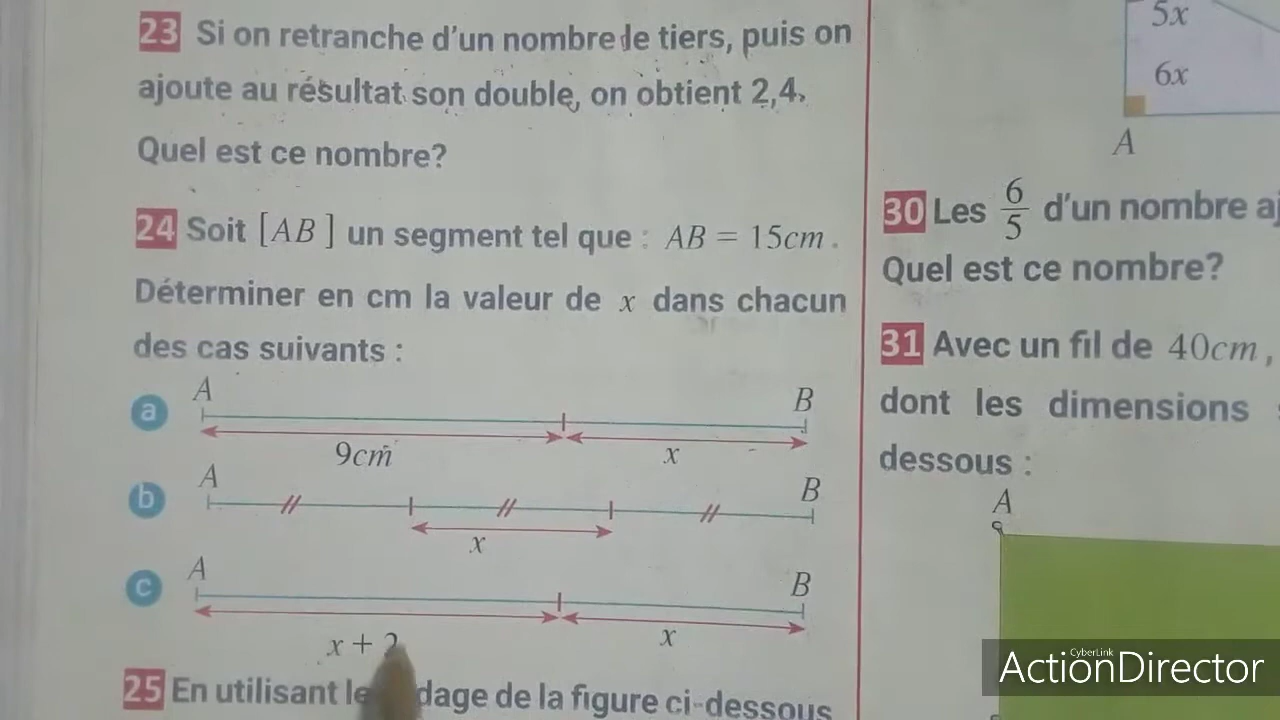 23 Si on retranche d'un nombre le tiers, puis on
ajoute au résultat son double, on obtient 2,4.
Quel est ce nombre?
24 Soit [AB] un segment tel que : AB = 15cm.
Déterminer en cm la valeur de x dans chacun
des cas suivants :
a
A
B
9cm
x
b
A
B
x
c
A
B
x + 2
x
25 En utilisant le dage de la figure ci-dessous
5x
6x
A
30 Les 6/5 d'un nombre aj
Quel est ce nombre?
31 Avec un fil de 40cm,
dont les dimensions
dessous :
A
CyberLink
ActionDirector